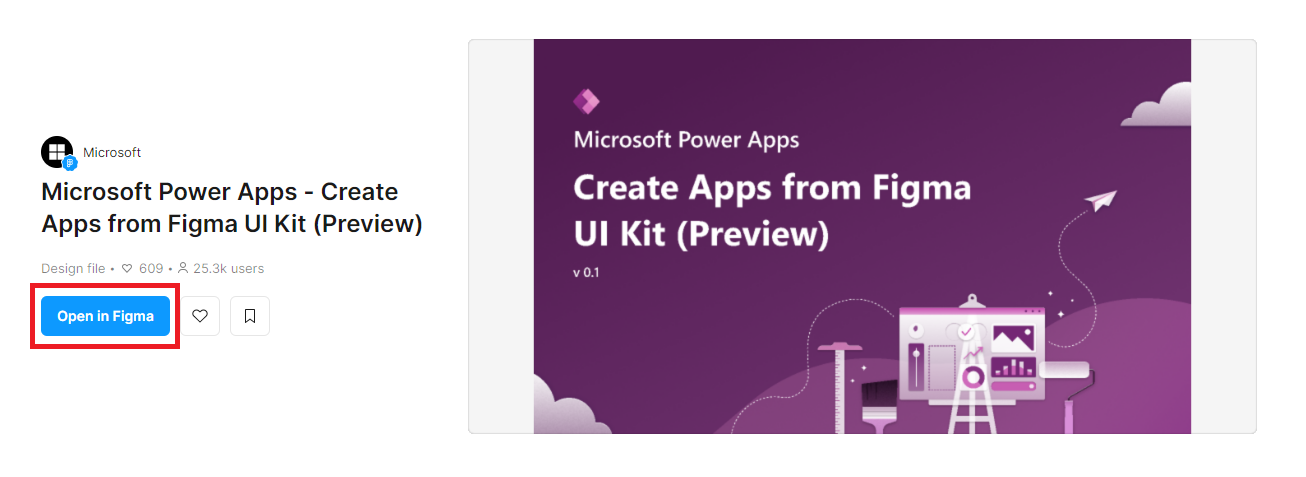 Microsoft
Microsoft Power Apps - Create
Apps from Figma UI Kit (Preview)
Design file • 609 • 25.3k users
Open in Figma
Microsoft Power Apps
Create Apps from Figma
UI Kit (Preview)
v 0.1